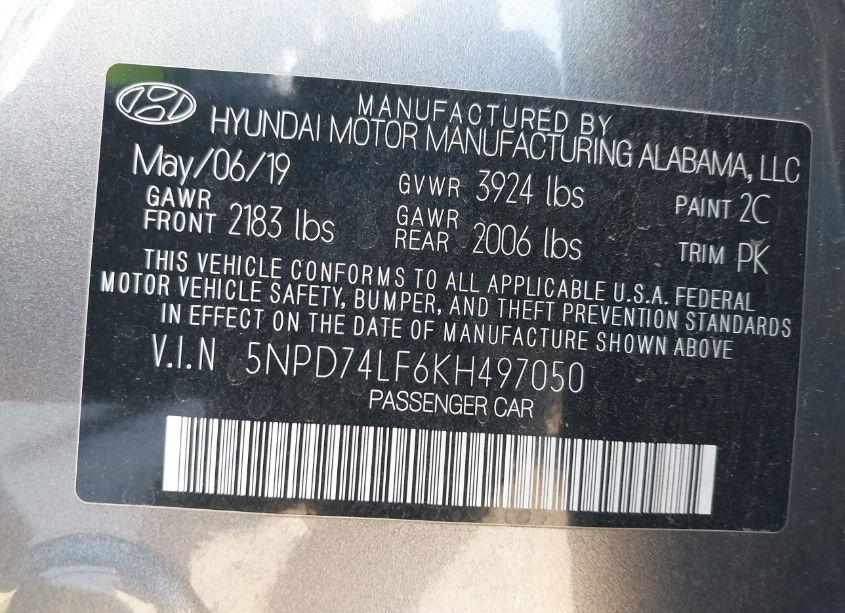 MANUFACTURED BY
HYUNDAI MOTOR MANUFACTURING ALABAMA, LLC
May/06/19 GVWR 3924 lbs PAINT 2C
GAWR FRONT 2183 lbs GAWR REAR 2006 lbs TRIM PK
THIS VEHICLE CONFORMS TO ALL APPLICABLE U.S.A. FEDERAL
MOTOR VEHICLE SAFETY, BUMPER, AND THEFT PREVENTION STANDARDS
IN EFFECT ON THE DATE OF MANUFACTURE SHOWN ABOVE
V.I.N 5NPD74LF6KH497050
PASSENGER CAR